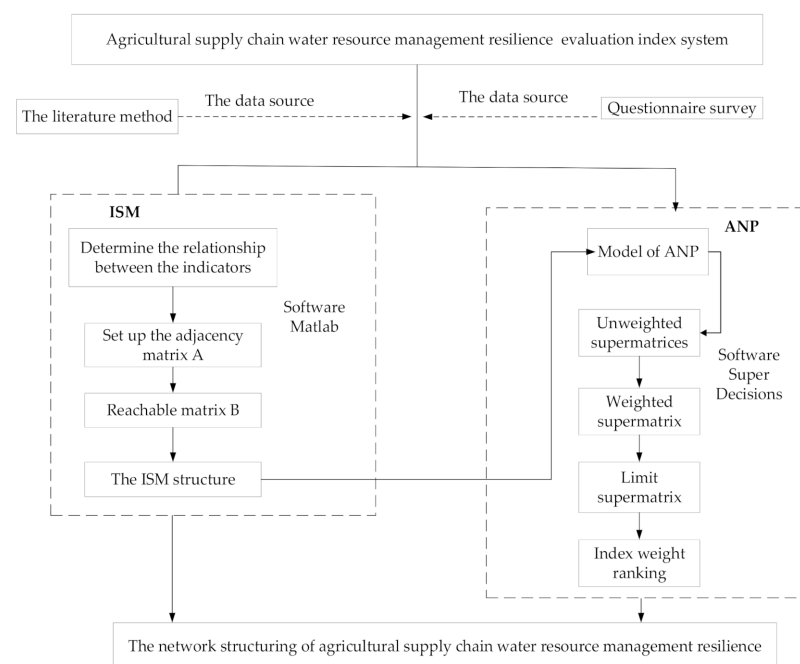 Agricultural supply chain water resource management resilience evaluation index system
The data source
The data source
The literature method
Questionnaire survey
ISM
Determine the relationship
between the indicators
Software
Matlab
Set up the adjacency
matrix A
Reachable matrix B
The ISM structure
ANP
Model of ANP
Unweighted
supermatrices
Software
Super
Decisions
Weighted
supermatrix
Limit
supermatrix
Index weight
ranking
The network structuring of agricultural supply chain water resource management resilience